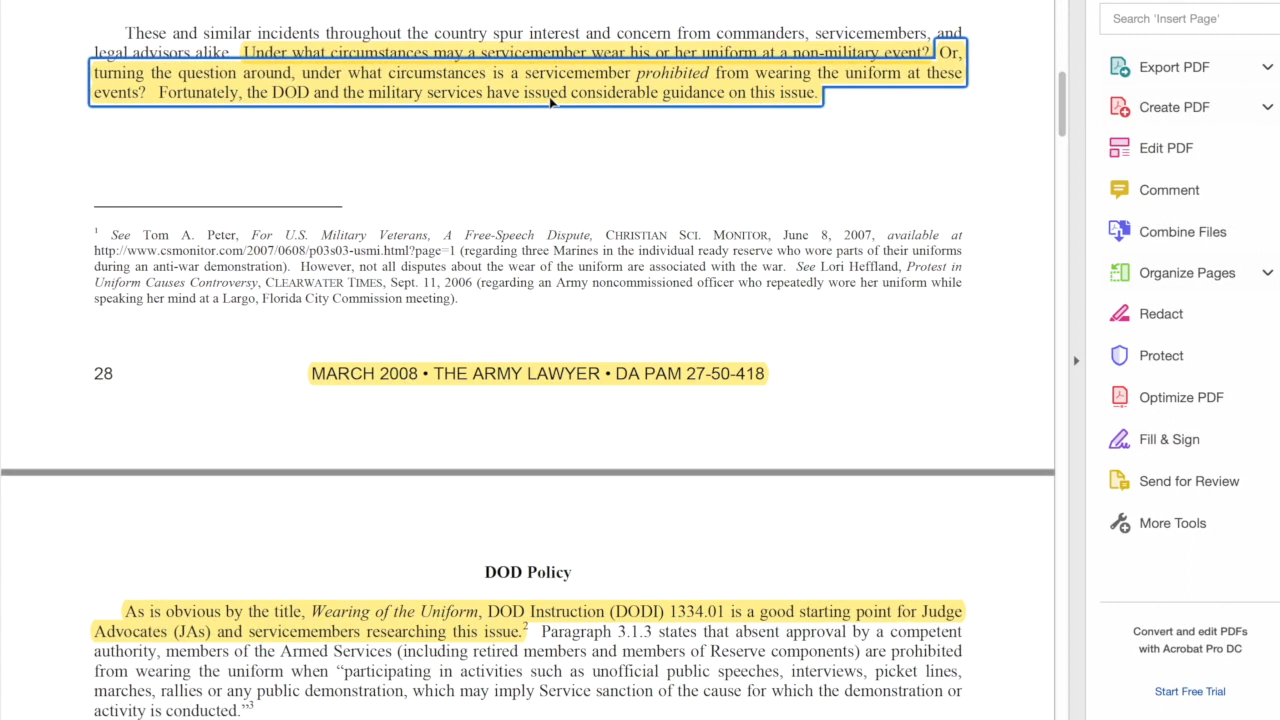 These and similar incidents throughout the country spur interest and concern from commanders, servicemembers, and
legal advisors alike. Under what circumstances may a servicemember wear his or her uniform at a non-military event? Or,
turning the question around, under what circumstances is a servicemember prohibited from wearing the uniform at these
events? Fortunately, the DOD and the military services have issued considerable guidance on this issue.
1 See Tom A. Peter, For U.S. Military Veterans, A Free-Speech Dispute, CHRISTIAN SCI. MONITOR, June 8, 2007, available at
http://www.csmonitor.com/2007/0608/p03s03-usmi.html?page=1 (regarding three Marines in the individual ready reserve who wore parts of their uniforms
during an anti-war demonstration). However, not all disputes about the wear of the uniform are associated with the war. See Lori Heffland, Protest in
Uniform Causes Controversy, CLEARWATER TIMES, Sept. 11, 2006 (regarding an Army noncommissioned officer who repeatedly wore her uniform while
speaking her mind at a Largo, Florida City Commission meeting).
28 MARCH 2008 • THE ARMY LAWYER • DA PAM 27-50-418
DOD Policy
As is obvious by the title, Wearing of the Uniform, DOD Instruction (DODI) 1334.01 is a good starting point for Judge
Advocates (JAs) and servicemembers researching this issue.2 Paragraph 3.1.3 states that absent approval by a competent
authority, members of the Armed Services (including retired members and members of Reserve components) are prohibited
from wearing the uniform when “participating in activities such as unofficial public speeches, interviews, picket lines,
marches, rallies or any public demonstration, which may imply Service sanction of the cause for which the demonstration or
activity is conducted.”3
Search 'Insert Page'
Export PDF
Create PDF
Edit PDF
Comment
Combine Files
Organize Pages
Redact
Protect
Optimize PDF
Fill & Sign
Send for Review
More Tools
Convert and edit PDFs
with Acrobat Pro DC
Start Free Trial